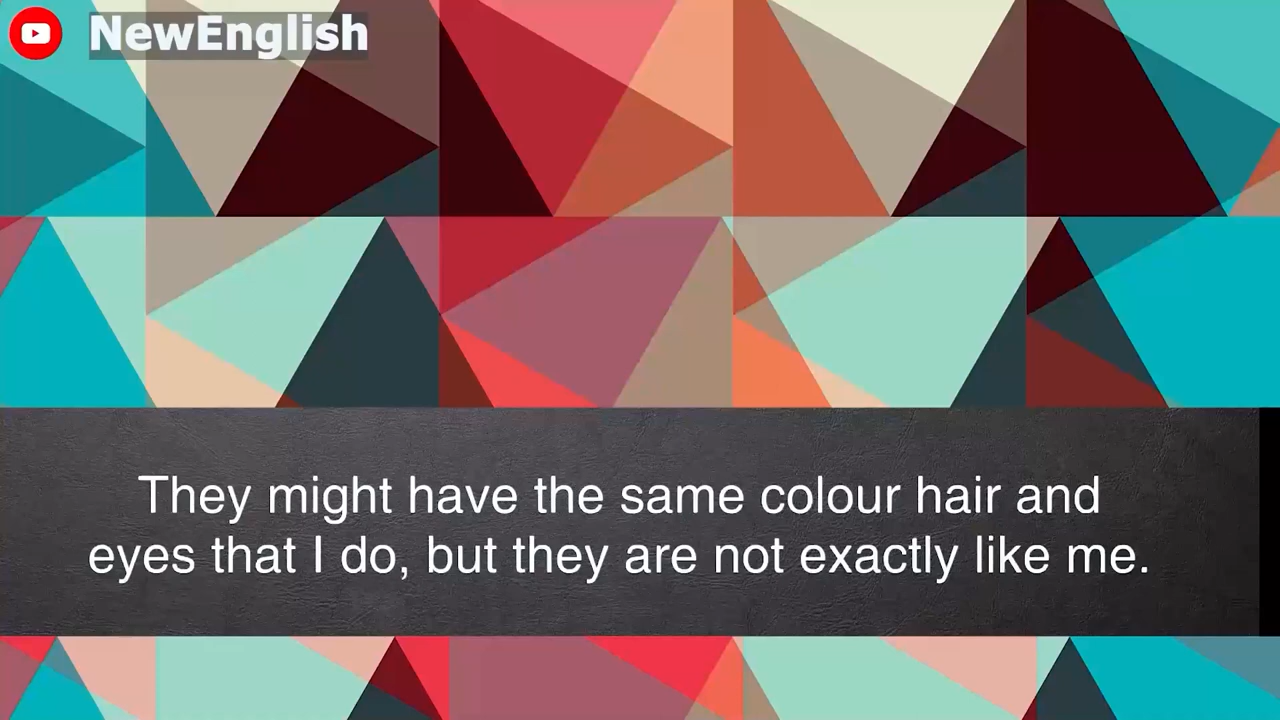 NewEnglish
They might have the same colour hair and
eyes that I do, but they are not exactly like me.